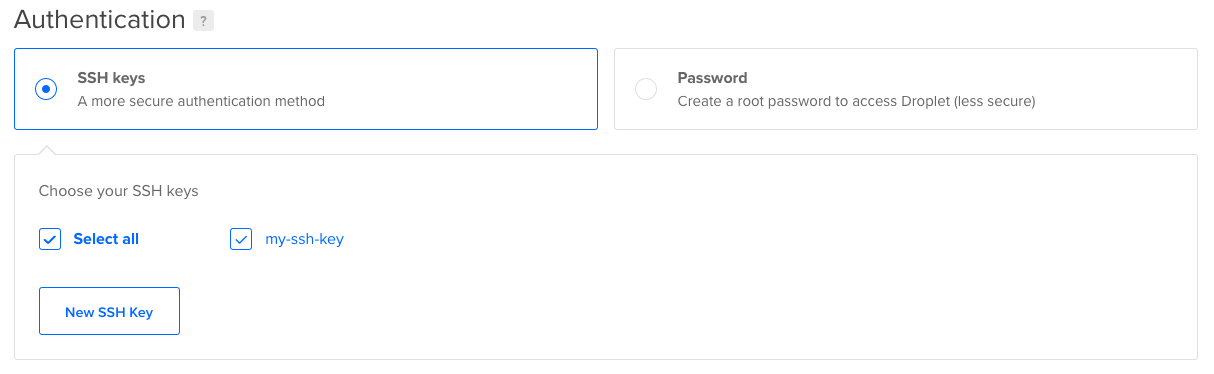 Authentication ?
SSH keys
A more secure authentication method
Password
Create a root password to access Droplet (less secure)
Choose your SSH keys
Select all
my-ssh-key
New SSH Key